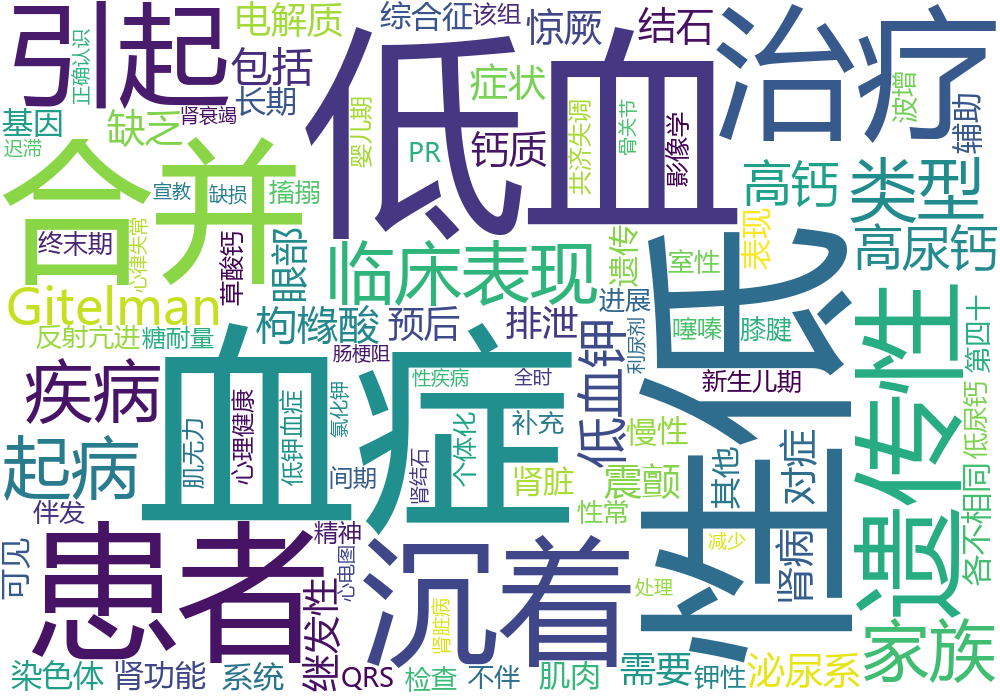 引起
电解质
综合征
该组
惊厥
结石
治疗
正确认识
包括
低血
症状
波增
长期
肾衰竭
基因
缺乏
婴儿期
PR
钙质
共济失调
骨关节
影像学
辅助
迟滞
合并
宣教
缺损
搐搦
高钙
类型
终末期
心律失常
草酸钙
眼部
临床表现
遗传
室性
表现
高尿钙
Gitelman
柠檬酸
预后
排泄
进展
性低
反射亢进
糖耐量
肠梗阻
低血钾
利尿剂
噻嗪
膝腱
第四十
疾病
血症
性疾病
全时
新生儿期
遗传性
起病
肌无力
心理健康
低钾血症
氯化钾
个体化
补充
慢性
其他
对症
低尿钙
间期
肾结石
肾脏
震颤
各不相同
伴发
性常
患者
精神
沉着
减少
肾病
可见
心电图
继发性
肾脏病
处理
家族
染色体
肾功能
系统
QRS
检查
不伴
肌肉
需要
钾性
泌尿系